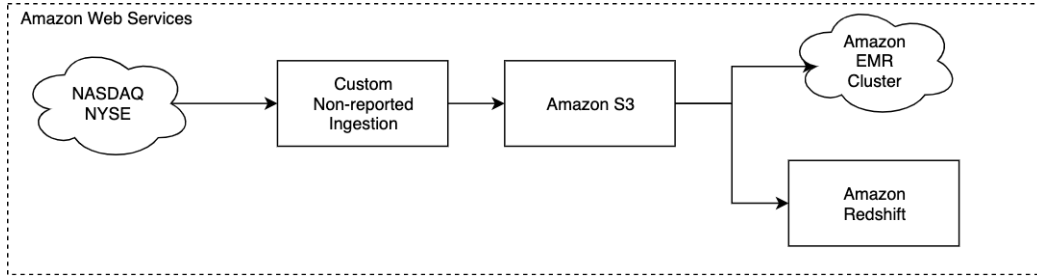 Amazon Web Services
NASDAQ
NYSE
Custom
Non-reported
Ingestion
Amazon S3
Amazon
EMR
Cluster
Amazon
Redshift